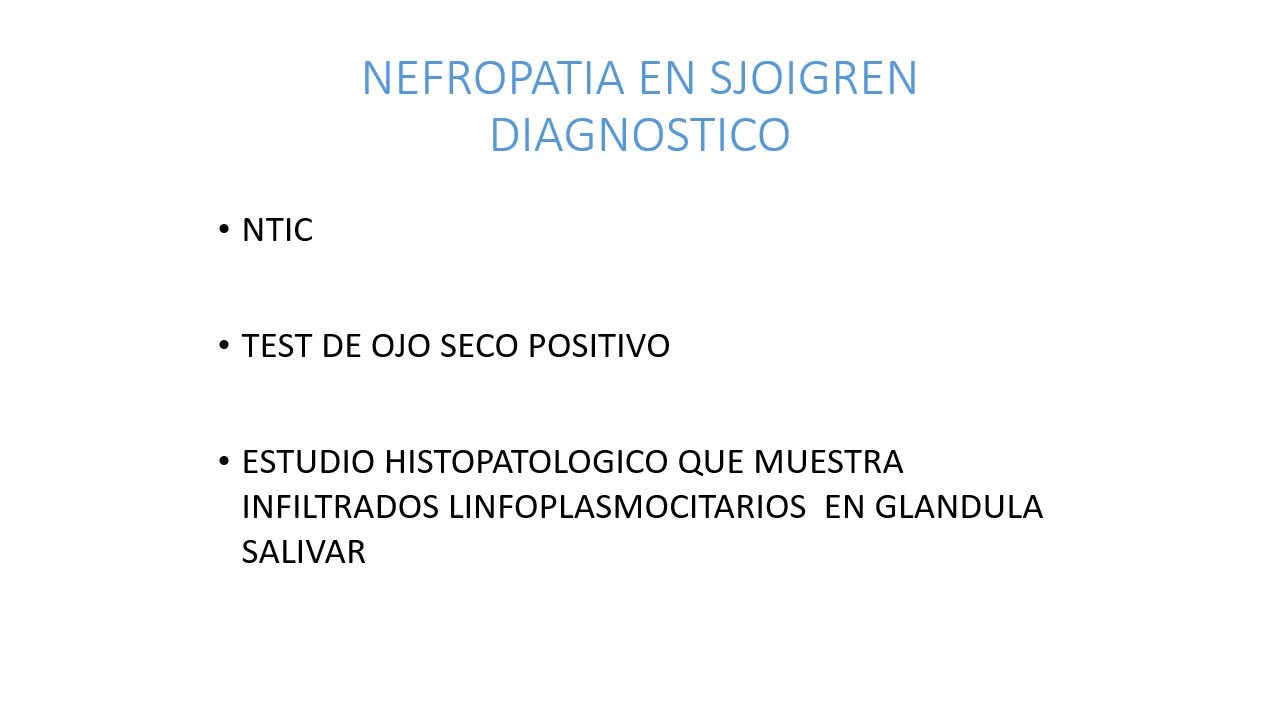 NEFROPATIA EN SJOIGREN
DIAGNOSTICO
• NTIC
• TEST DE OJO SECO POSITIVO
• ESTUDIO HISTOPATOLOGICO QUE MUESTRA
INFILTRADOS LINFOPLASMOCITARIOS  EN GLANDULA
SALIVAR